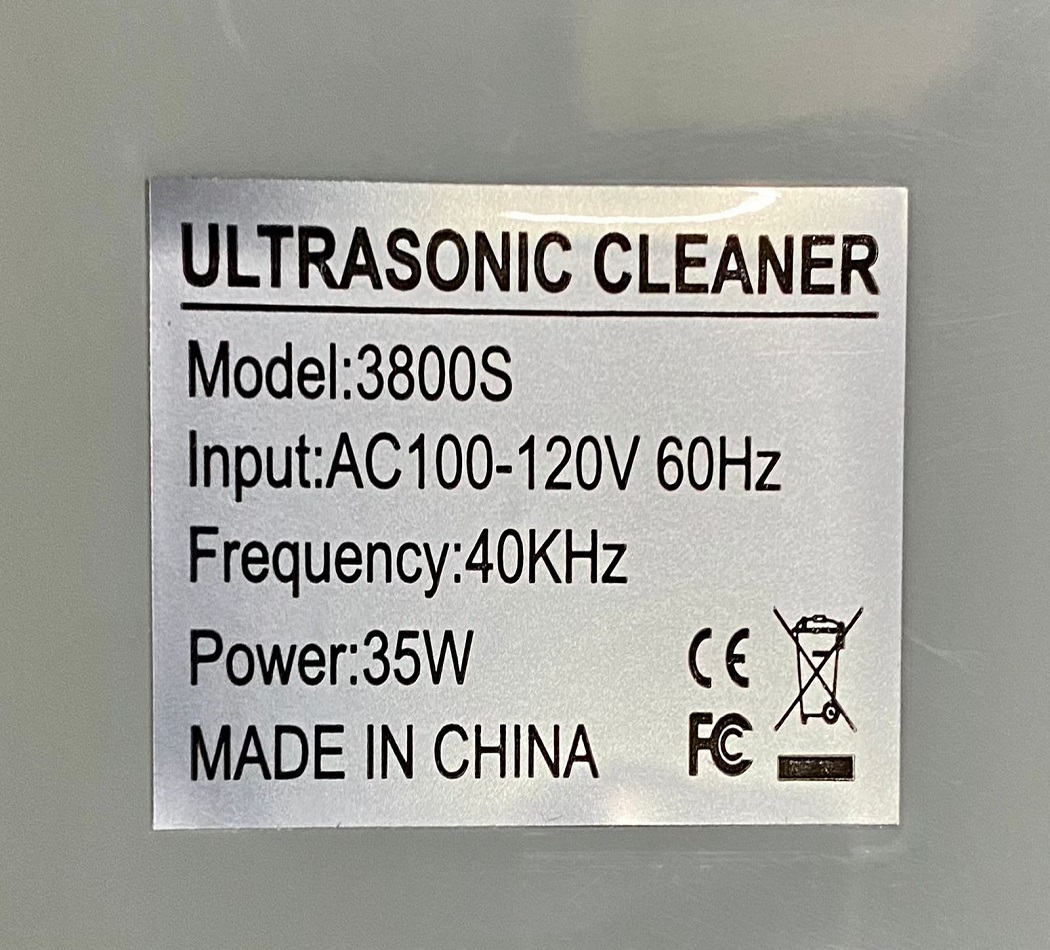 ULTRASONIC CLEANER
Model:3800S
Input:AC100-120V 60Hz
Frequency:40KHz
Power:35W
CE
FC
MADE IN CHINA